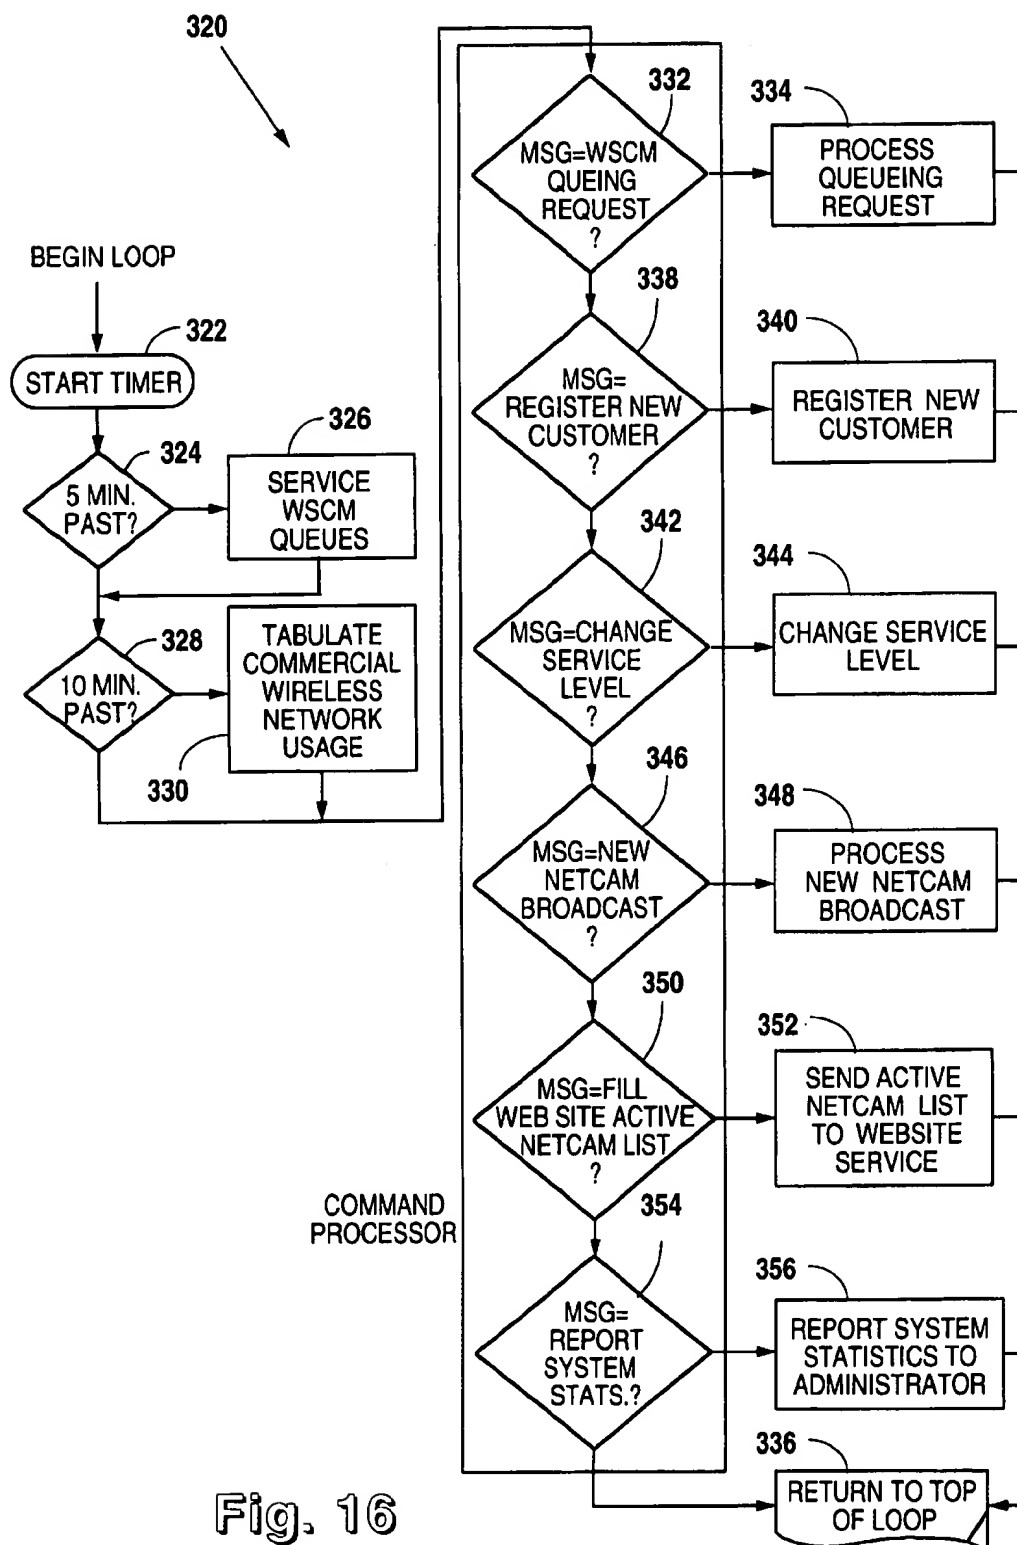 320
BEGIN LOOP
322
START TIMER
324
5 MIN.
PAST?
326
SERVICE
WSCM
QUEUES
328
10 MIN.
PAST?
TABULATE
COMMERCIAL
WIRELESS
NETWORK
USAGE
330
COMMAND
PROCESSOR
332
MSG=WSCM
QUEING
REQUEST
?
334
PROCESS
QUEUEING
REQUEST
338
MSG=
REGISTER NEW
CUSTOMER
?
340
REGISTER NEW
CUSTOMER
342
MSG=CHANGE
SERVICE
LEVEL
?
344
CHANGE SERVICE
LEVEL
346
MSG=NEW
NETCAM
BROADCAST
?
348
PROCESS
NEW NETCAM
BROADCAST
350
MSG=FILL
WEB SITE ACTIVE
NETCAM LIST
?
352
SEND ACTIVE
NETCAM LIST
TO WEBSITE
SERVICE
354
MSG=
REPORT
SYSTEM
STATS.?
356
REPORT SYSTEM
STATISTICS TO
ADMINISTRATOR
336
RETURN TO TOP
OF LOOP
Fig. 16